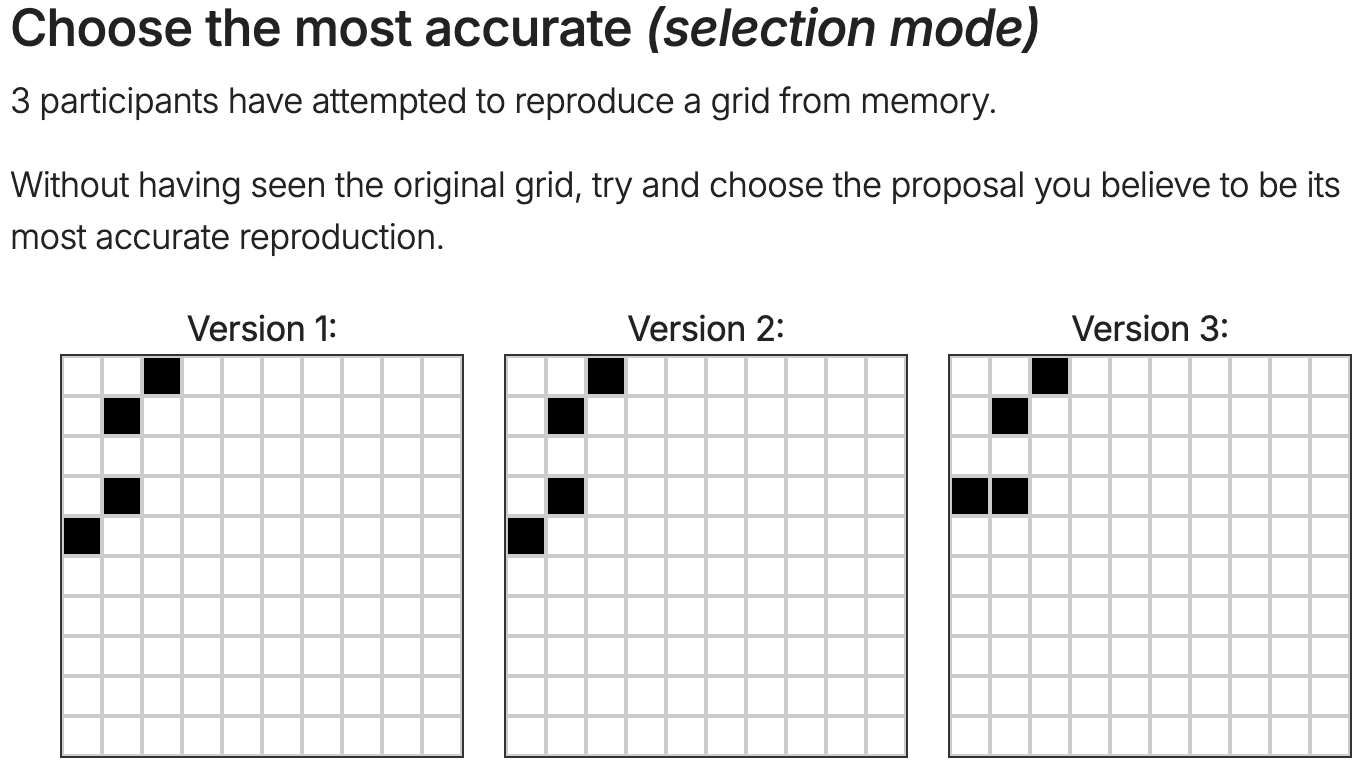 Choose the most accurate (selection mode)
3 participants have attempted to reproduce a grid from memory.
Without having seen the original grid, try and choose the proposal you believe to be its
most accurate reproduction.
Version 1:
Version 2:
Version 3: